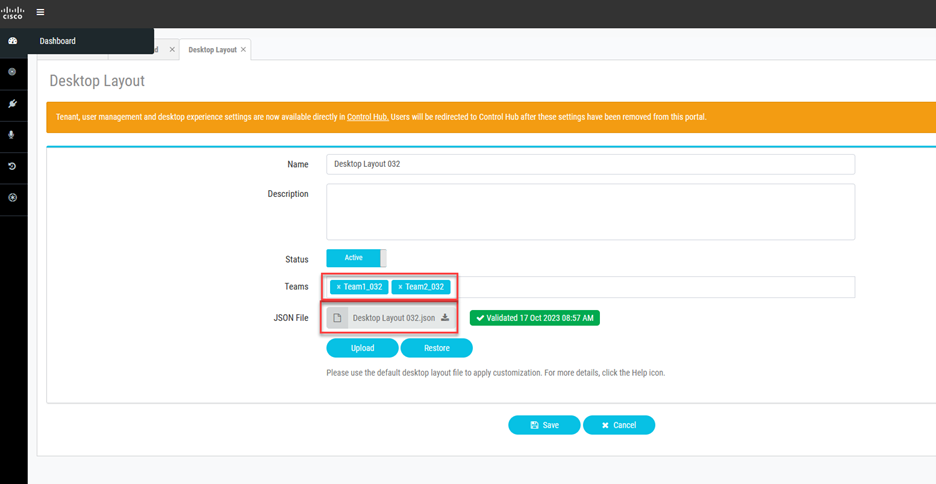 CISCO
Dashboard
d ×
Desktop Layout ×
Desktop Layout
Tenant, user management and desktop experience settings are now available directly in Control Hub. Users will be redirected to Control Hub after these settings have been removed from this portal.
Name
Desktop Layout 032
Description
Status
Active
Teams
× Team1_032 × Team2_032
JSON File
Desktop Layout 032.json
Validated 17 Oct 2023 08:57 AM
Upload
Restore
Please use the default desktop layout file to apply customization. For more details, click the Help icon.
Save
Cancel